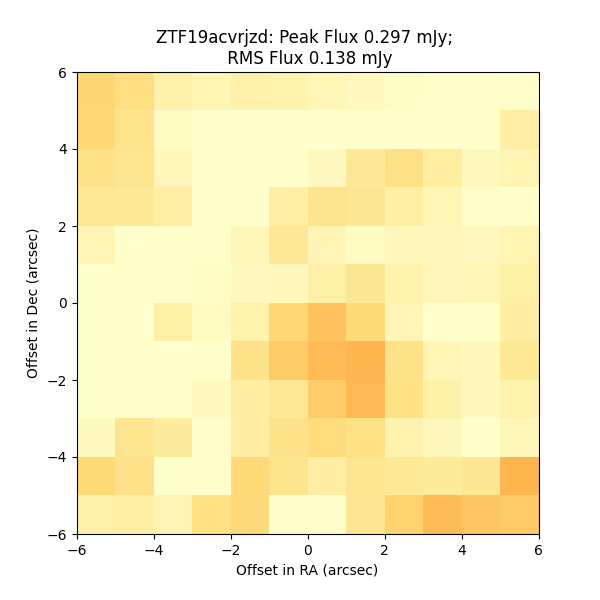 ZTF19acvrjzd: Peak Flux 0.297 mJy;
RMS Flux 0.138 mJy
6
4
2
0
−2
−4
−6
Offset in Dec (arcsec)
−6 −4 −2 0 2 4 6
Offset in RA (arcsec)